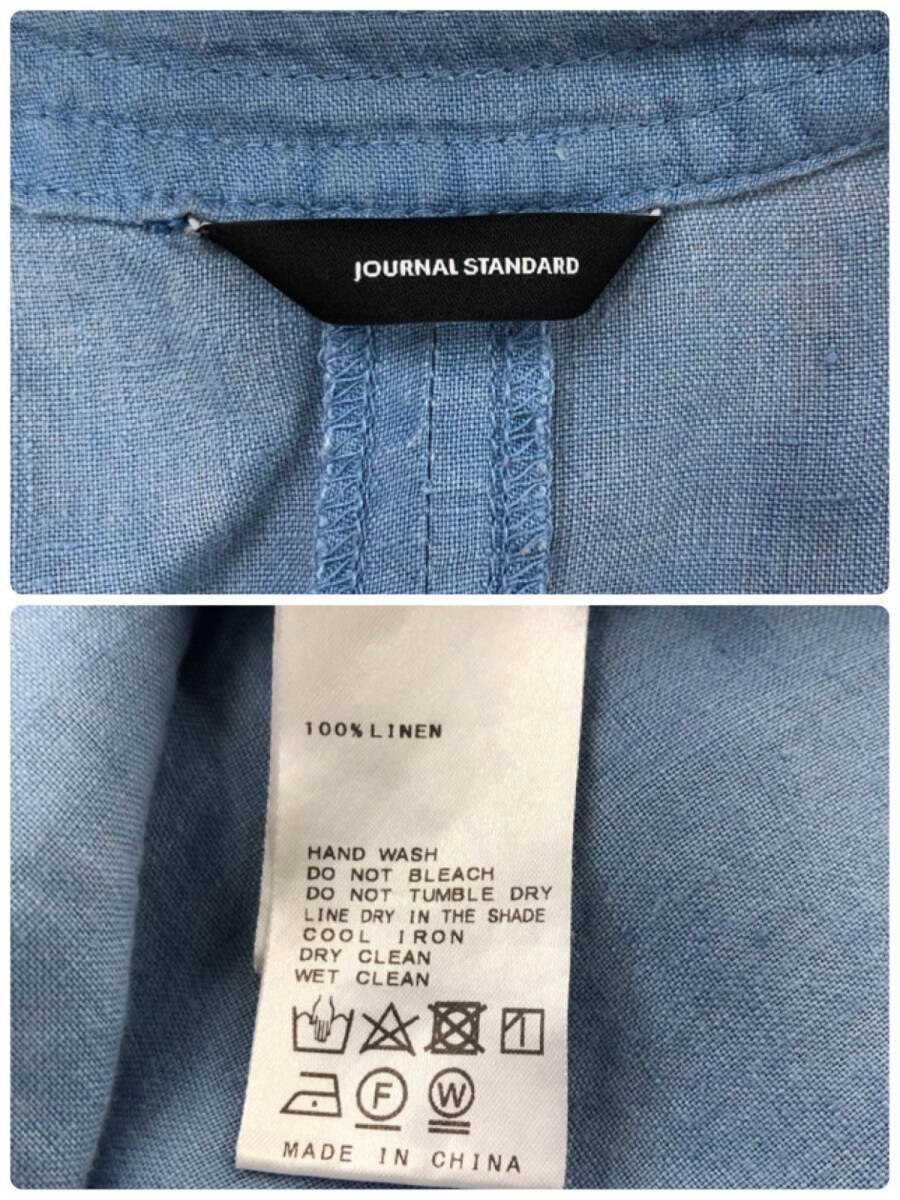 JOURNAL STANDARD
100% LINEN
HAND WASH
DO NOT BLEACH
DO NOT TUMBLE DRY
LINE DRY IN THE SHADE
COOL IRON
DRY CLEAN
WET CLEAN
F W
MADE IN CHINA